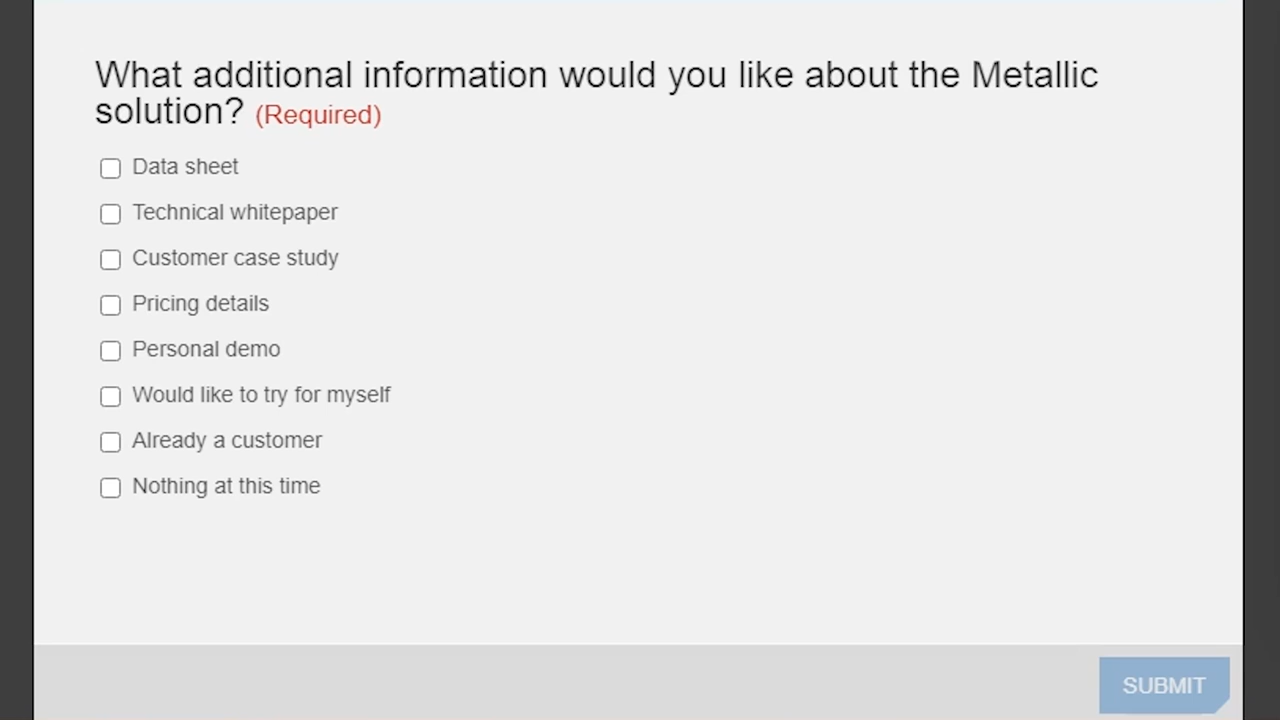 What additional information would you like about the Metallic
solution? (Required)
Data sheet
Technical whitepaper
Customer case study
Pricing details
Personal demo
Would like to try for myself
Already a customer
Nothing at this time
SUBMIT